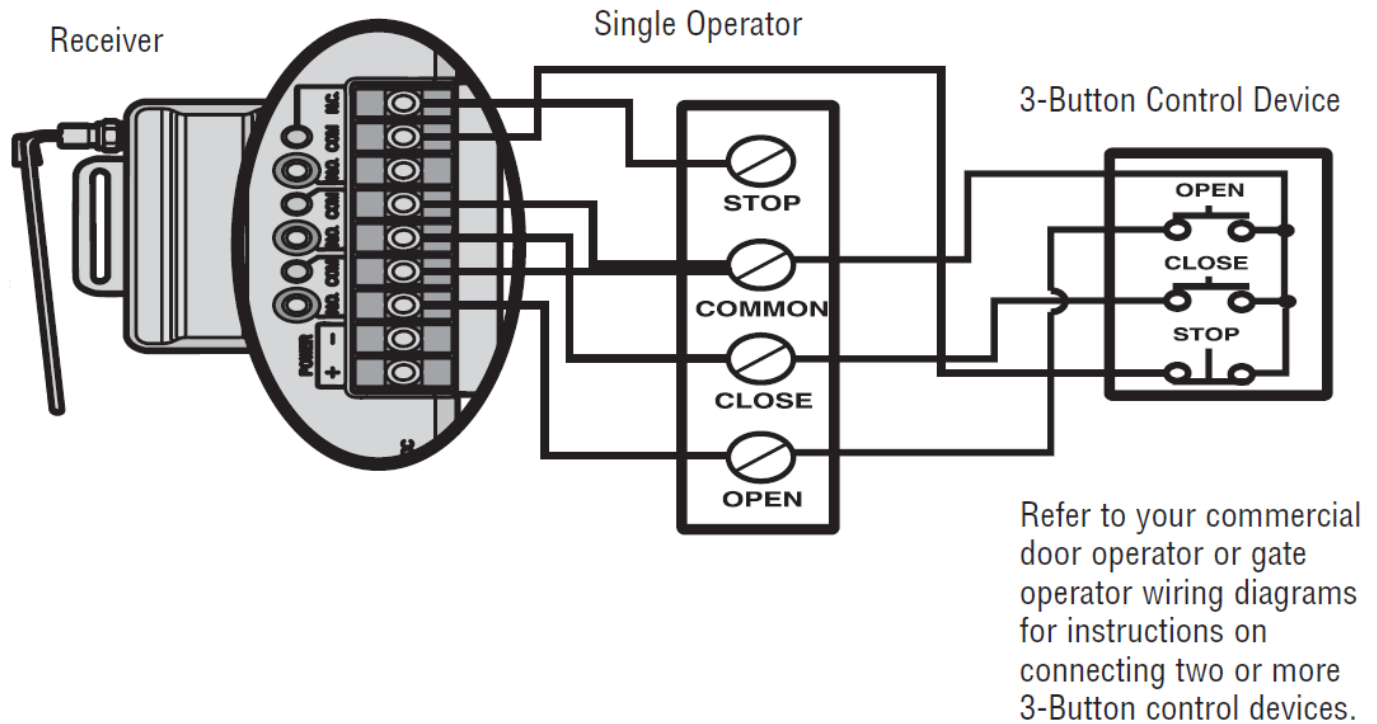 Receiver
Single Operator
3-Button Control Device
N.C.
COM
N.O.
COM
N.O.
COM
N.O.
POWER
-
+
STOP
COMMON
CLOSE
OPEN
OPEN
CLOSE
STOP
Refer to your commercial
door operator or gate
operator wiring diagrams
for instructions on
connecting two or more
3-Button control devices.